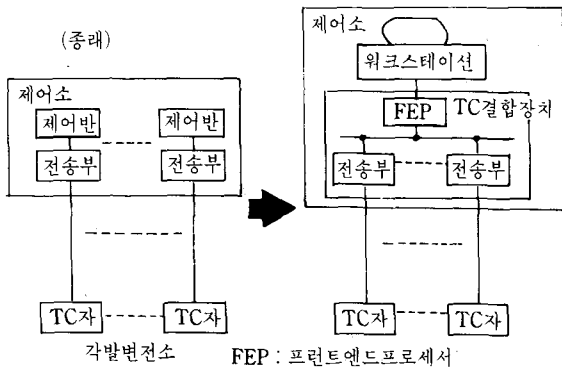 (종래)
제어소
제어반 제어반
전송부 전송부
TC자 TC자
각발변전소
제어소
워크스테이션
FEP TC결합장치
전송부 전송부
TC자 TC자
FEP : 프런트엔드프로세서